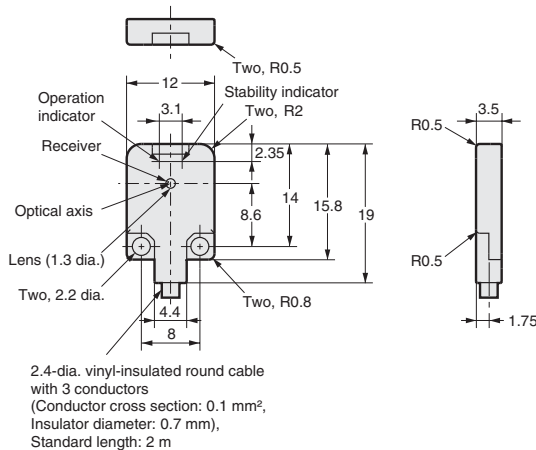 Two, R0.5
12
Stability indicator
Operation
indicator
3.1
Two, R2
3.5
R0.5
Receiver
2.35
Optical axis
8.6
14
15.8
19
Lens (1.3 dia.)
R0.5
Two, 2.2 dia.
Two, R0.8
4.4
1.75
8
2.4-dia. vinyl-insulated round cable
with 3 conductors
(Conductor cross section: 0.1 mm²,
Insulator diameter: 0.7 mm),
Standard length: 2 m